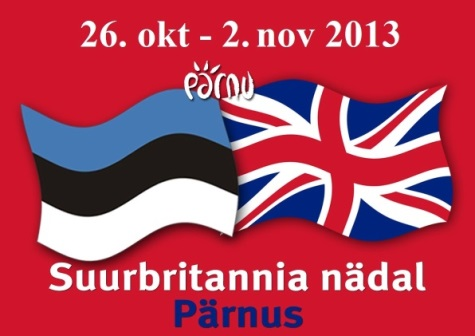 26. okt - 2. nov 2013
pärnu
Suurbritannia nädal
Pärnus